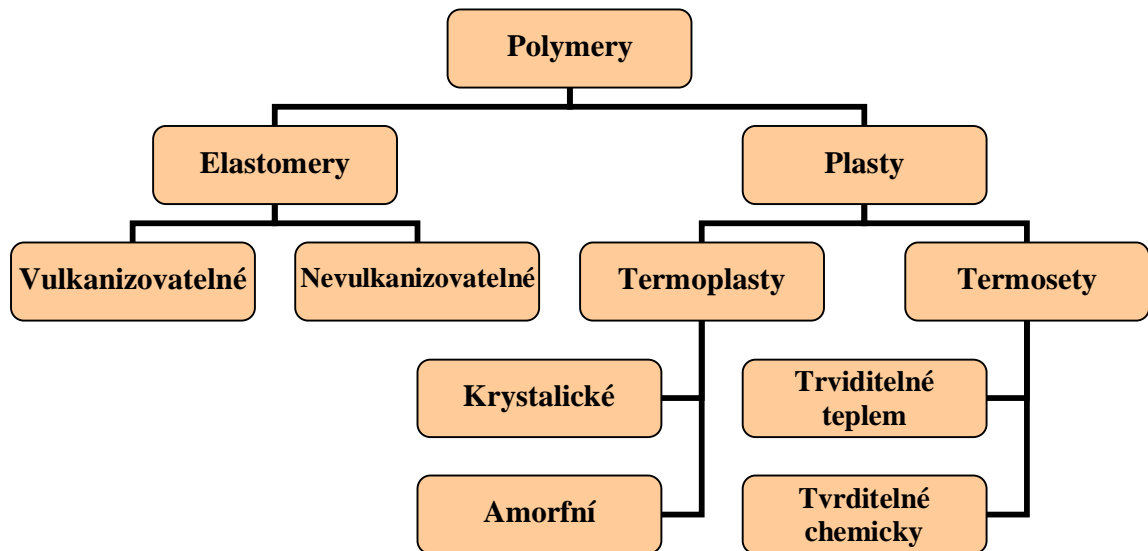 Polymery
Elastomery
Plasty
Vulkanizovatelné
Nevulkanizovatelné
Termoplasty
Termosety
Krystalické
Trviditelné
teplem
Amorfní
Tvrditelné
chemicky